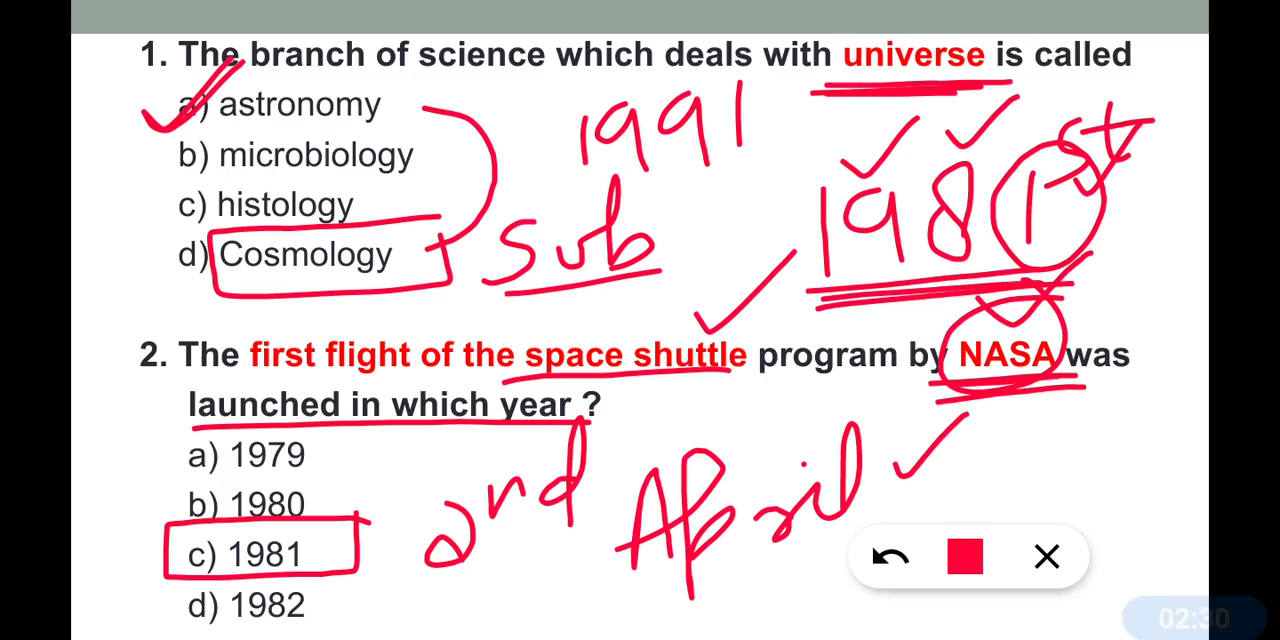 1. The branch of science which deals with universe is called
a) astronomy
1991
b) microbiology
1981st
c) histology
Sub
d) Cosmology
2. The first flight of the space shuttle program by NASA was
launched in which year ?
a) 1979
b) 1980
2nd April
c) 1981
d) 1982
02:30